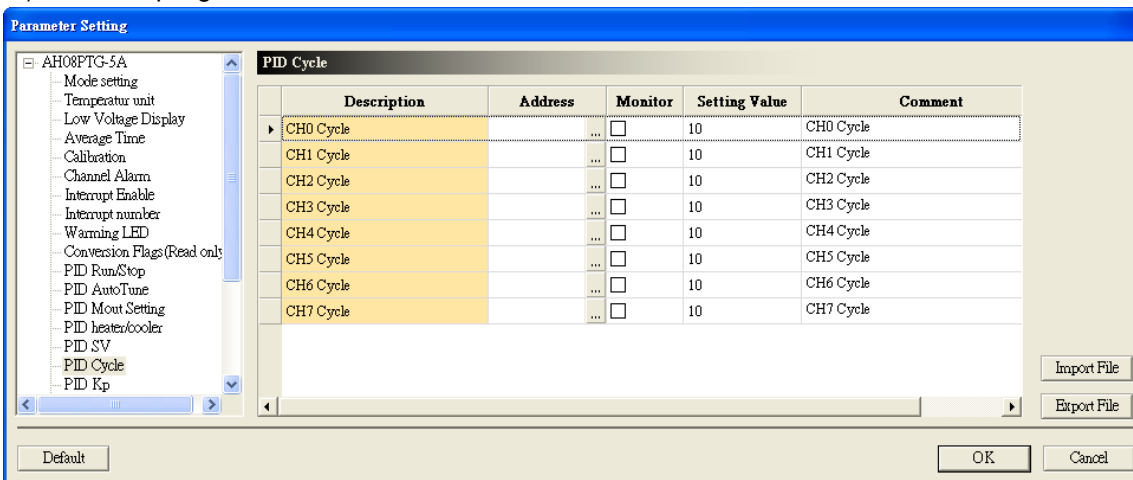 Parameter Setting
AH08PTG-5A
Mode setting
Temperatur unit
Low Voltage Display
Average Time
Calibration
Channel Alarm
Interrupt Enable
Interrupt number
Warming LED
Conversion Flags(Read only
PID Run/Stop
PID AutoTune
PID Mout Setting
PID heater/cooler
PID SV
PID Cycle
PID Kp
PID Cycle
Description Address Monitor Setting Value Comment
CH0 Cycle ... 10 CH0 Cycle
CH1 Cycle ... 10 CH1 Cycle
CH2 Cycle ... 10 CH2 Cycle
CH3 Cycle ... 10 CH3 Cycle
CH4 Cycle ... 10 CH4 Cycle
CH5 Cycle ... 10 CH5 Cycle
CH6 Cycle ... 10 CH6 Cycle
CH7 Cycle ... 10 CH7 Cycle
Import File
Export File
Default OK Cancel